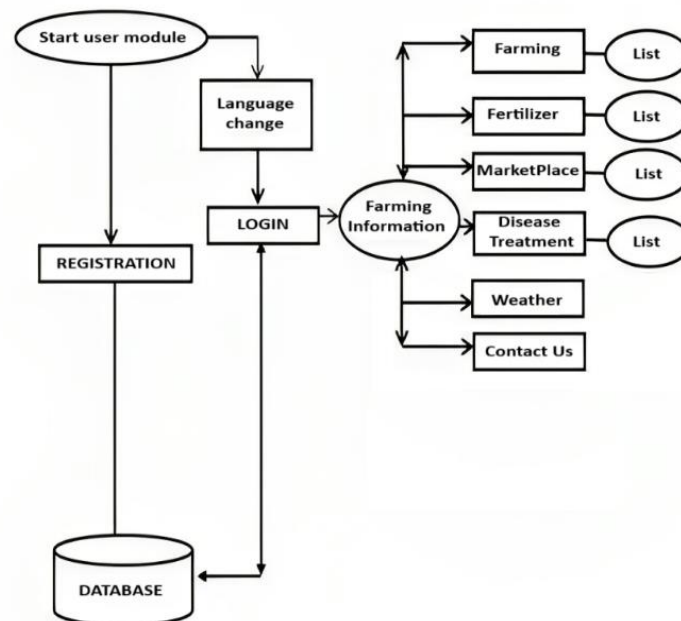 Start user module
Language
change
LOGIN
REGISTRATION
DATABASE
Farming
Information
Farming
List
Fertilizer
List
MarketPlace
List
Disease
Treatment
List
Weather
Contact Us